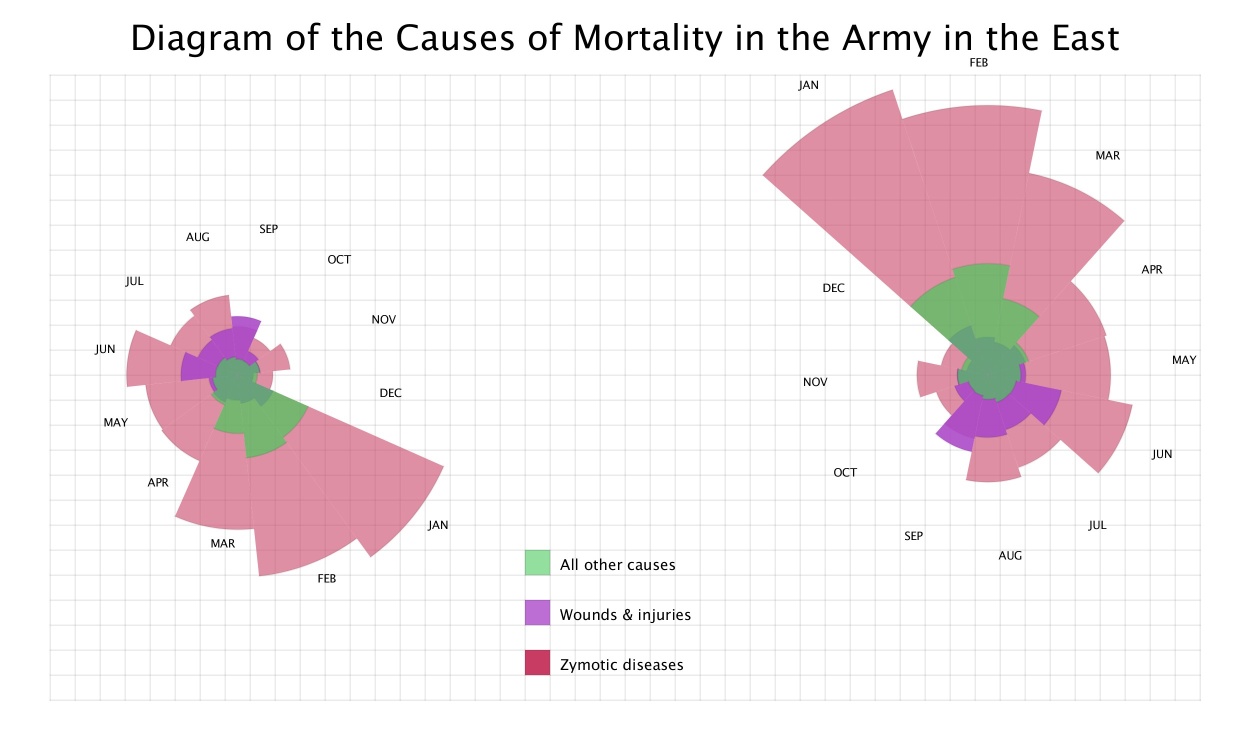 Diagram of the Causes of Mortality in the Army in the East
JAN
FEB
MAR
APR
MAY
JUN
JUL
AUG
SEP
OCT
NOV
DEC
SEP
OCT
NOV
DEC
JAN
FEB
MAR
APR
MAY
JUN
JUL
AUG
All other causes
Wounds & injuries
Zymotic diseases